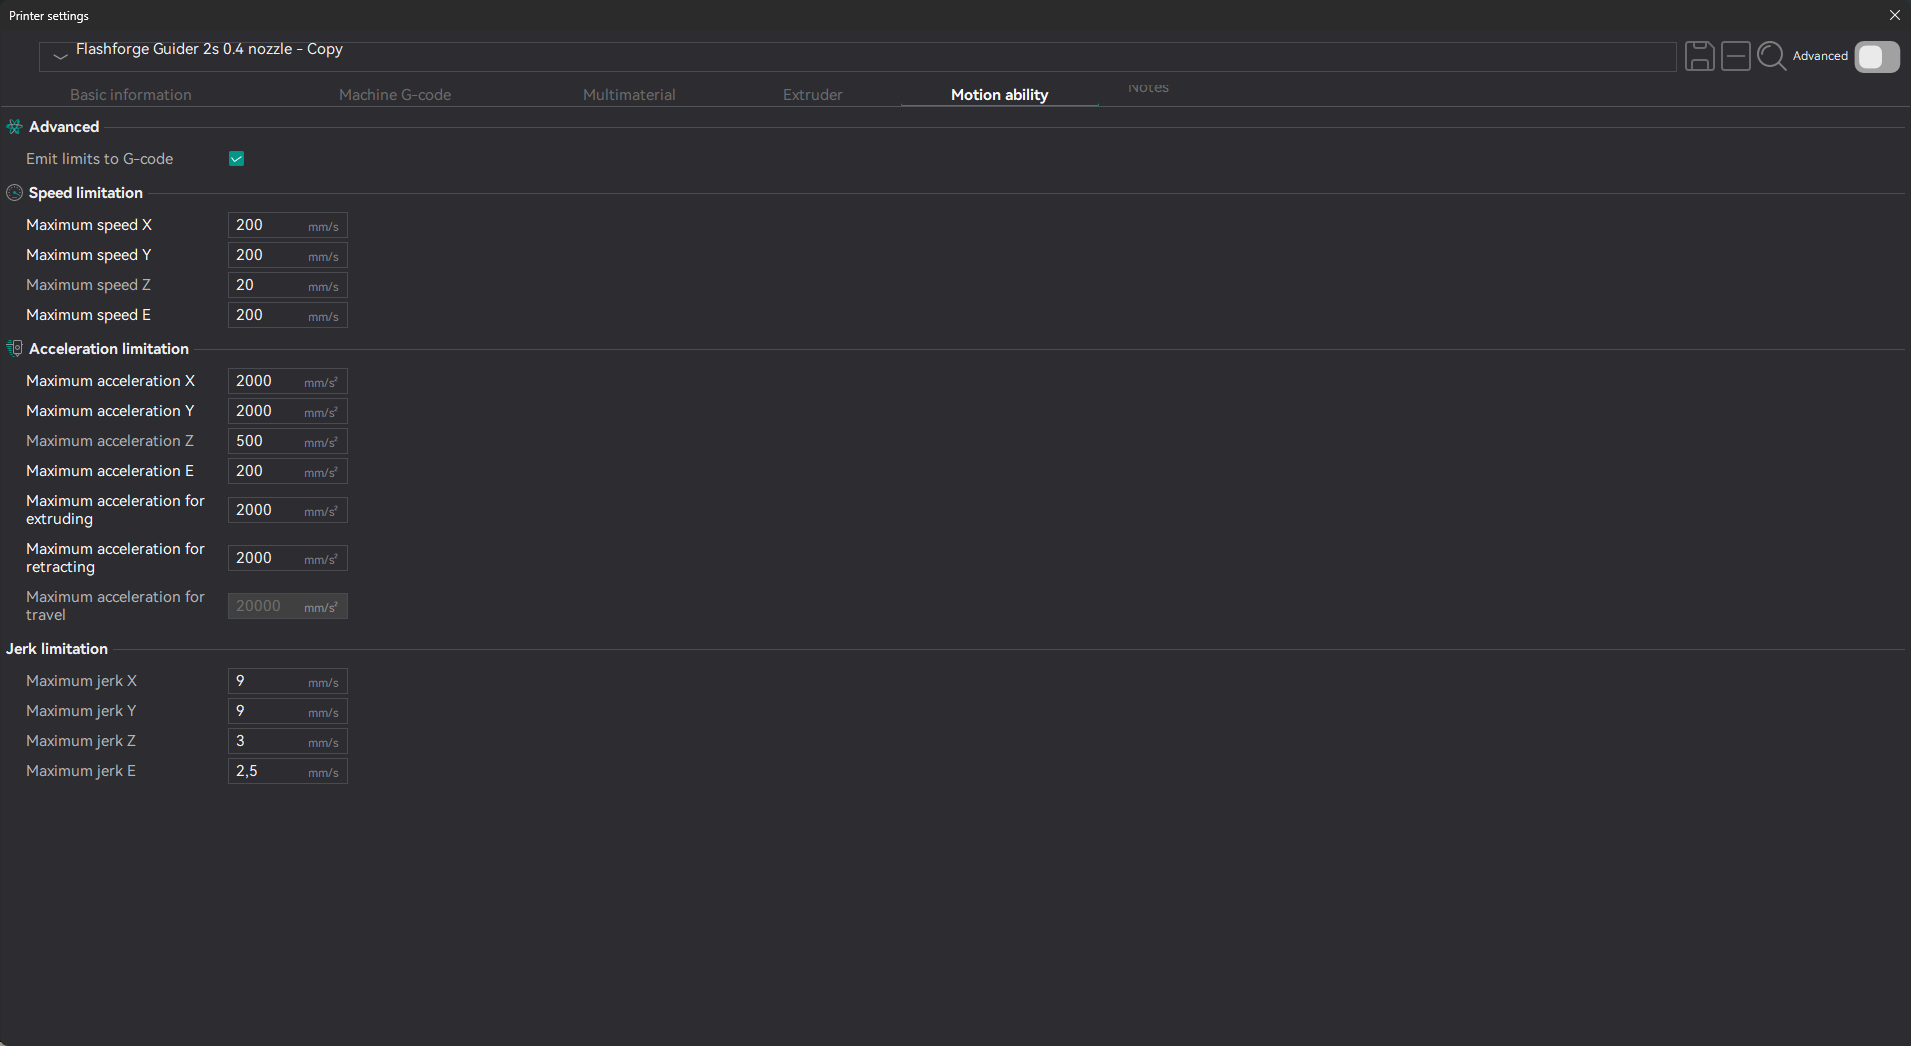 Printer settings
Flashforge Guider 2s 0.4 nozzle - Copy
Advanced
Basic information
Machine G-code
Multimaterial
Extruder
Motion ability
Notes
Advanced
Emit limits to G-code
Speed limitation
Maximum speed X 200 mm/s
Maximum speed Y 200 mm/s
Maximum speed Z 20 mm/s
Maximum speed E 200 mm/s
Acceleration limitation
Maximum acceleration X 2000 mm/s²
Maximum acceleration Y 2000 mm/s²
Maximum acceleration Z 500 mm/s²
Maximum acceleration E 200 mm/s²
Maximum acceleration for
extruding
2000 mm/s²
Maximum acceleration for
retracting
2000 mm/s²
Maximum acceleration for
travel
20000 mm/s²
Jerk limitation
Maximum jerk X 9 mm/s
Maximum jerk Y 9 mm/s
Maximum jerk Z 3 mm/s
Maximum jerk E 2,5 mm/s